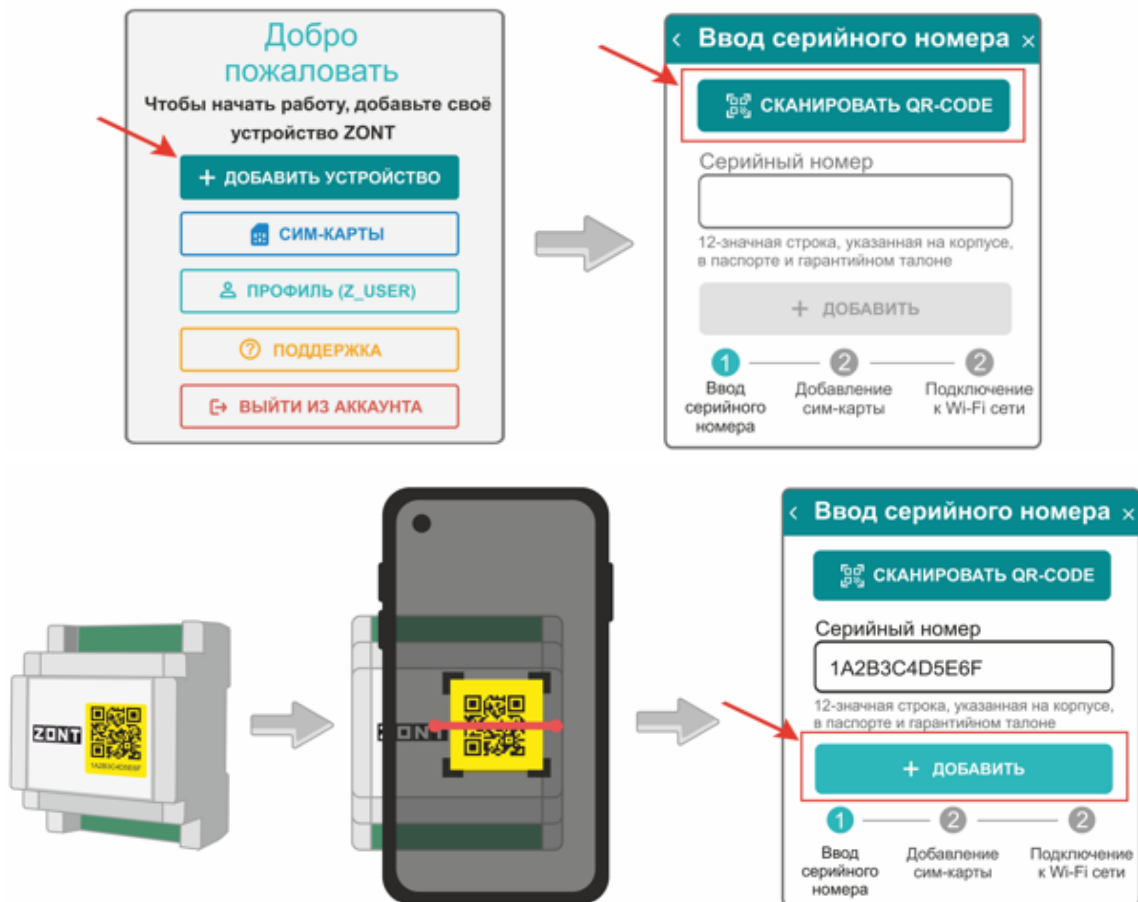 Добро
пожаловать
Чтобы начать работу, добавьте своё
устройство ZONT
+ ДОБАВИТЬ УСТРОЙСТВО
СИМ-КАРТЫ
ПРОФИЛЬ (Z_USER)
ПОДДЕРЖКА
ВЫЙТИ ИЗ АККАУНТА
< Ввод серийного номера ×
СКАНИРОВАТЬ QR-CODE
Серийный номер
12-значная строка, указанная на корпусе,
в паспорте и гарантийном талоне
+ ДОБАВИТЬ
1 2 2
Ввод серийного номера
Добавление сим-карты
Подключение к Wi-Fi сети
ZONT
1A2B3C4D5E6F
ZONT
< Ввод серийного номера ×
СКАНИРОВАТЬ QR-CODE
Серийный номер
1A2B3C4D5E6F
12-значная строка, указанная на корпусе,
в паспорте и гарантийном талоне
+ ДОБАВИТЬ
1 2 2
Ввод серийного номера
Добавление сим-карты
Подключение к Wi-Fi сети